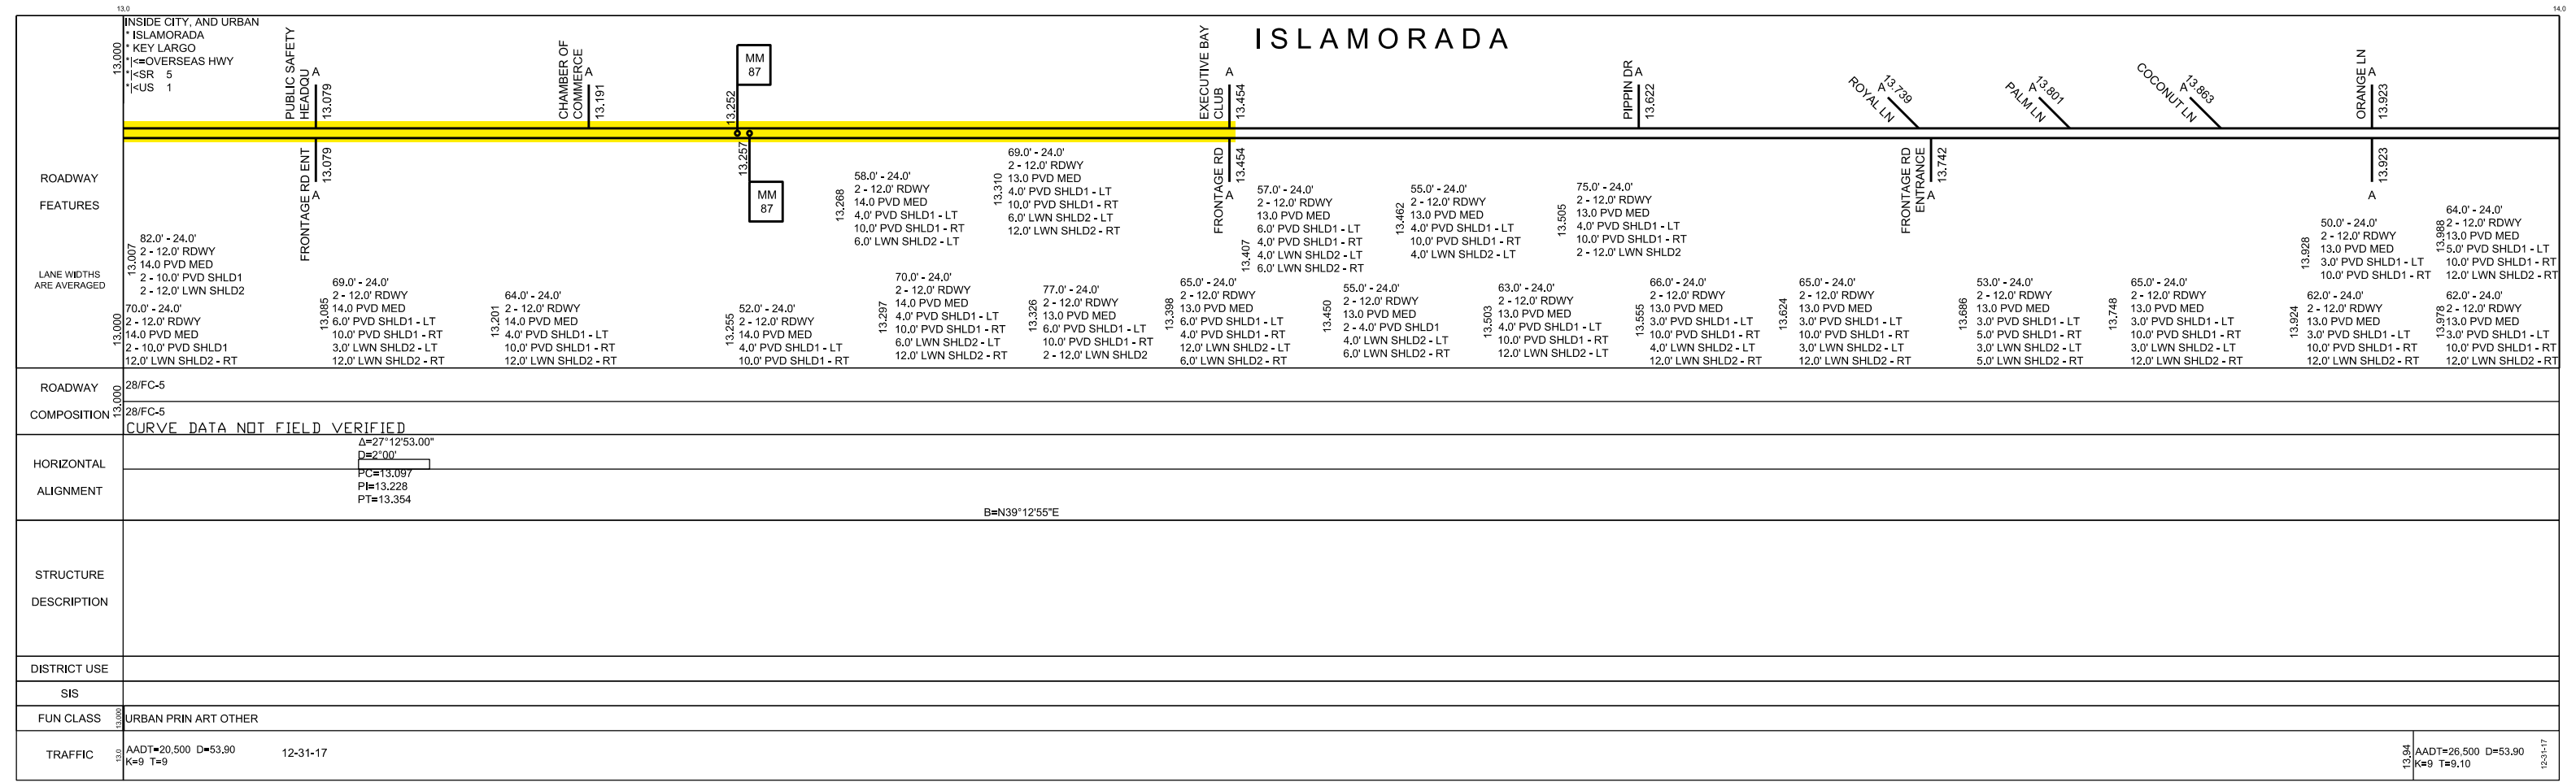 13.0
14.0
INSIDE CITY, AND URBAN
* ISLAMORADA
* KEY LARGO
*|<=OVERSEAS HWY
*|<SR 5
*|<US 1
13.000
ISLAMORADA
PUBLIC SAFETY
HEADQU
A
13.079
CHAMBER OF
COMMERCE
A
13.191
MM
87
13.252
EXECUTIVE BAY
CLUB
A
13.454
PIPPIN DR
A
13.622
ROYAL LN
A
13.739
PALM LN
A
13.801
COCONUT LN
A
13.863
ORANGE LN
A
13.923
FRONTAGE RD ENT
A
13.079
13.257
MM
87
FRONTAGE RD
A
13.454
FRONTAGE RD
ENTRANCE
A
13.742
13.923
A
ROADWAY
FEATURES
LANE WIDTHS
ARE AVERAGED
13.007
82.0' - 24.0'
2 - 12.0' RDWY
14.0 PVD MED
2 - 10.0' PVD SHLD1
2 - 12.0' LWN SHLD2
13.268
58.0' - 24.0'
2 - 12.0' RDWY
14.0 PVD MED
4.0' PVD SHLD1 - LT
10.0' PVD SHLD1 - RT
6.0' LWN SHLD2 - LT
13.310
69.0' - 24.0'
2 - 12.0' RDWY
13.0 PVD MED
4.0' PVD SHLD1 - LT
10.0' PVD SHLD1 - RT
6.0' LWN SHLD2 - LT
12.0' LWN SHLD2 - RT
13.407
57.0' - 24.0'
2 - 12.0' RDWY
13.0 PVD MED
6.0' PVD SHLD1 - LT
4.0' PVD SHLD1 - RT
4.0' LWN SHLD2 - LT
6.0' LWN SHLD2 - RT
13.462
55.0' - 24.0'
2 - 12.0' RDWY
13.0 PVD MED
4.0' PVD SHLD1 - LT
10.0' PVD SHLD1 - RT
4.0' LWN SHLD2 - LT
13.505
75.0' - 24.0'
2 - 12.0' RDWY
13.0 PVD MED
4.0' PVD SHLD1 - LT
10.0' PVD SHLD1 - RT
2 - 12.0' LWN SHLD2
13.928
50.0' - 24.0'
2 - 12.0' RDWY
13.0 PVD MED
3.0' PVD SHLD1 - LT
10.0' PVD SHLD1 - RT
13.988
64.0' - 24.0'
2 - 12.0' RDWY
13.0 PVD MED
5.0' PVD SHLD1 - LT
10.0' PVD SHLD1 - RT
12.0' LWN SHLD2 - RT
13.000
70.0' - 24.0'
2 - 12.0' RDWY
14.0 PVD MED
2 - 10.0' PVD SHLD1
12.0' LWN SHLD2 - RT
13.085
69.0' - 24.0'
2 - 12.0' RDWY
14.0 PVD MED
6.0' PVD SHLD1 - LT
10.0' PVD SHLD1 - RT
3.0' LWN SHLD2 - LT
12.0' LWN SHLD2 - RT
13.201
64.0' - 24.0'
2 - 12.0' RDWY
14.0 PVD MED
4.0' PVD SHLD1 - LT
10.0' PVD SHLD1 - RT
12.0' LWN SHLD2 - RT
13.255
52.0' - 24.0'
2 - 12.0' RDWY
14.0 PVD MED
4.0' PVD SHLD1 - LT
10.0' PVD SHLD1 - RT
13.297
70.0' - 24.0'
2 - 12.0' RDWY
14.0 PVD MED
4.0' PVD SHLD1 - LT
10.0' PVD SHLD1 - RT
6.0' LWN SHLD2 - LT
12.0' LWN SHLD2 - RT
13.326
77.0' - 24.0'
2 - 12.0' RDWY
13.0 PVD MED
6.0' PVD SHLD1 - LT
10.0' PVD SHLD1 - RT
2 - 12.0' LWN SHLD2
13.398
65.0' - 24.0'
2 - 12.0' RDWY
13.0 PVD MED
6.0' PVD SHLD1 - LT
4.0' PVD SHLD1 - RT
12.0' LWN SHLD2 - LT
6.0' LWN SHLD2 - RT
13.450
55.0' - 24.0'
2 - 12.0' RDWY
13.0 PVD MED
2 - 4.0' PVD SHLD1
4.0' LWN SHLD2 - LT
6.0' LWN SHLD2 - RT
13.503
63.0' - 24.0'
2 - 12.0' RDWY
13.0 PVD MED
4.0' PVD SHLD1 - LT
10.0' PVD SHLD1 - RT
12.0' LWN SHLD2 - LT
13.555
66.0' - 24.0'
2 - 12.0' RDWY
13.0 PVD MED
3.0' PVD SHLD1 - LT
10.0' PVD SHLD1 - RT
4.0' LWN SHLD2 - LT
12.0' LWN SHLD2 - RT
13.624
65.0' - 24.0'
2 - 12.0' RDWY
13.0 PVD MED
3.0' PVD SHLD1 - LT
10.0' PVD SHLD1 - RT
3.0' LWN SHLD2 - LT
12.0' LWN SHLD2 - RT
13.686
53.0' - 24.0'
2 - 12.0' RDWY
13.0 PVD MED
3.0' PVD SHLD1 - LT
5.0' PVD SHLD1 - RT
3.0' LWN SHLD2 - LT
5.0' LWN SHLD2 - RT
13.748
65.0' - 24.0'
2 - 12.0' RDWY
13.0 PVD MED
3.0' PVD SHLD1 - LT
10.0' PVD SHLD1 - RT
3.0' LWN SHLD2 - LT
12.0' LWN SHLD2 - RT
13.924
62.0' - 24.0'
2 - 12.0' RDWY
13.0 PVD MED
3.0' PVD SHLD1 - LT
10.0' PVD SHLD1 - RT
12.0' LWN SHLD2 - RT
13.978
62.0' - 24.0'
2 - 12.0' RDWY
13.0 PVD MED
3.0' PVD SHLD1 - LT
10.0' PVD SHLD1 - RT
12.0' LWN SHLD2 - RT
ROADWAY
COMPOSITION
13.000
28/FC-5
28/FC-5
CURVE DATA NOT FIELD VERIFIED
HORIZONTAL
ALIGNMENT
Δ=27°12'53.00"
D=2°00'
PC=13.097
PI=13.228
PT=13.354
B=N39°12'55"E
STRUCTURE
DESCRIPTION
DISTRICT USE
SIS
FUN CLASS
13.000
URBAN PRIN ART OTHER
TRAFFIC
13.0
AADT=20,500 D=53.90
K=9 T=9
12-31-17
13.94
AADT=26,500 D=53.90
K=9 T=9.10
12-31-17